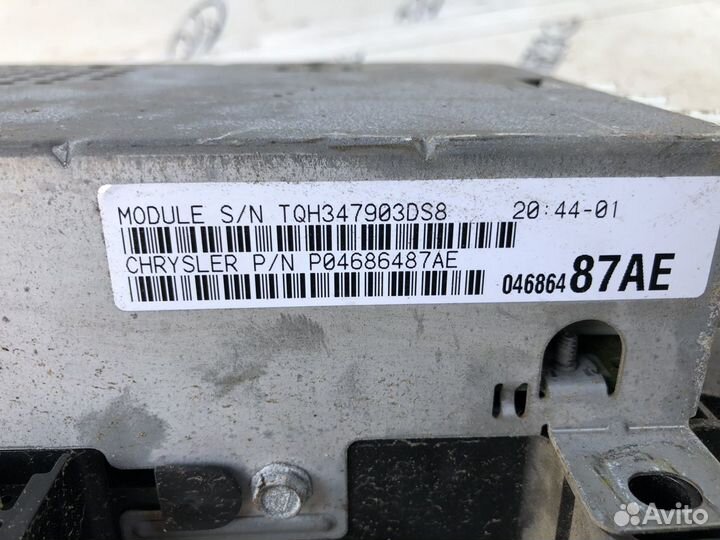 MODULE S/N TQH347903DS8 20:44-01
CHRYSLER P/N P04686487AE
04686487AE
Avito